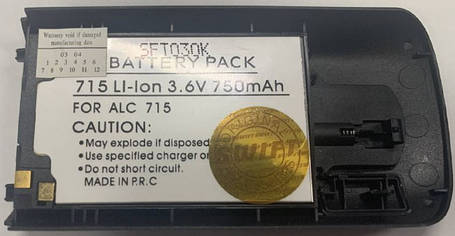 Warranty void if damaged
manufacturing date
03 04
1 2 3 4 5 6
7 8 9 10 11 12
SFT030K
BATTERY PACK
715 LI-Ion 3.6V 750mAh
FOR ALC 715
CAUTION:
•May explode if disposed
•Use specified charger
•Do not short circuit.
MADE IN P.R.C
SWIFT